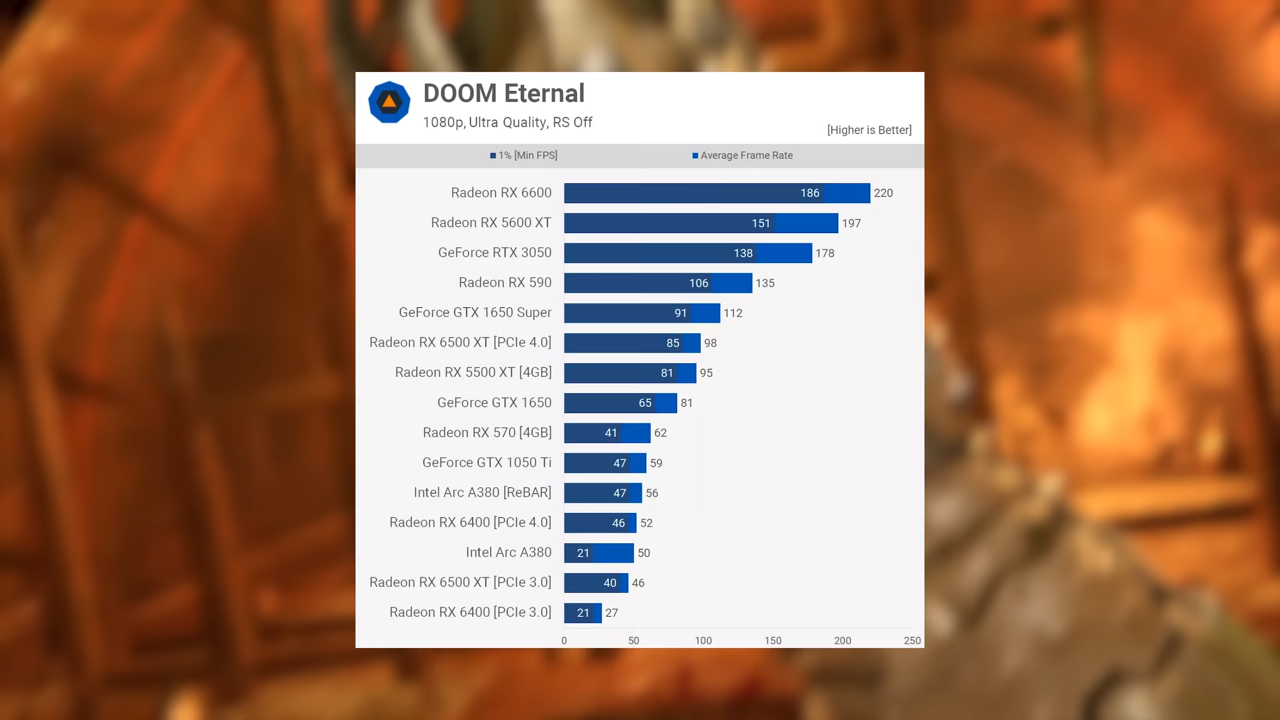 DOOM Eternal
1080p, Ultra Quality, RS Off
[Higher is Better]
1% [Min FPS] Average Frame Rate
Radeon RX 6600 186 220
Radeon RX 5600 XT 151 197
GeForce RTX 3050 138 178
Radeon RX 590 106 135
GeForce GTX 1650 Super 91 112
Radeon RX 6500 XT [PCIe 4.0] 85 98
Radeon RX 5500 XT [4GB] 81 95
GeForce GTX 1650 65 81
Radeon RX 570 [4GB] 41 62
GeForce GTX 1050 Ti 47 59
Intel Arc A380 [ReBAR] 47 56
Radeon RX 6400 [PCIe 4.0] 46 52
Intel Arc A380 21 50
Radeon RX 6500 XT [PCIe 3.0] 40 46
Radeon RX 6400 [PCIe 3.0] 21 27
0 50 100 150 200 250